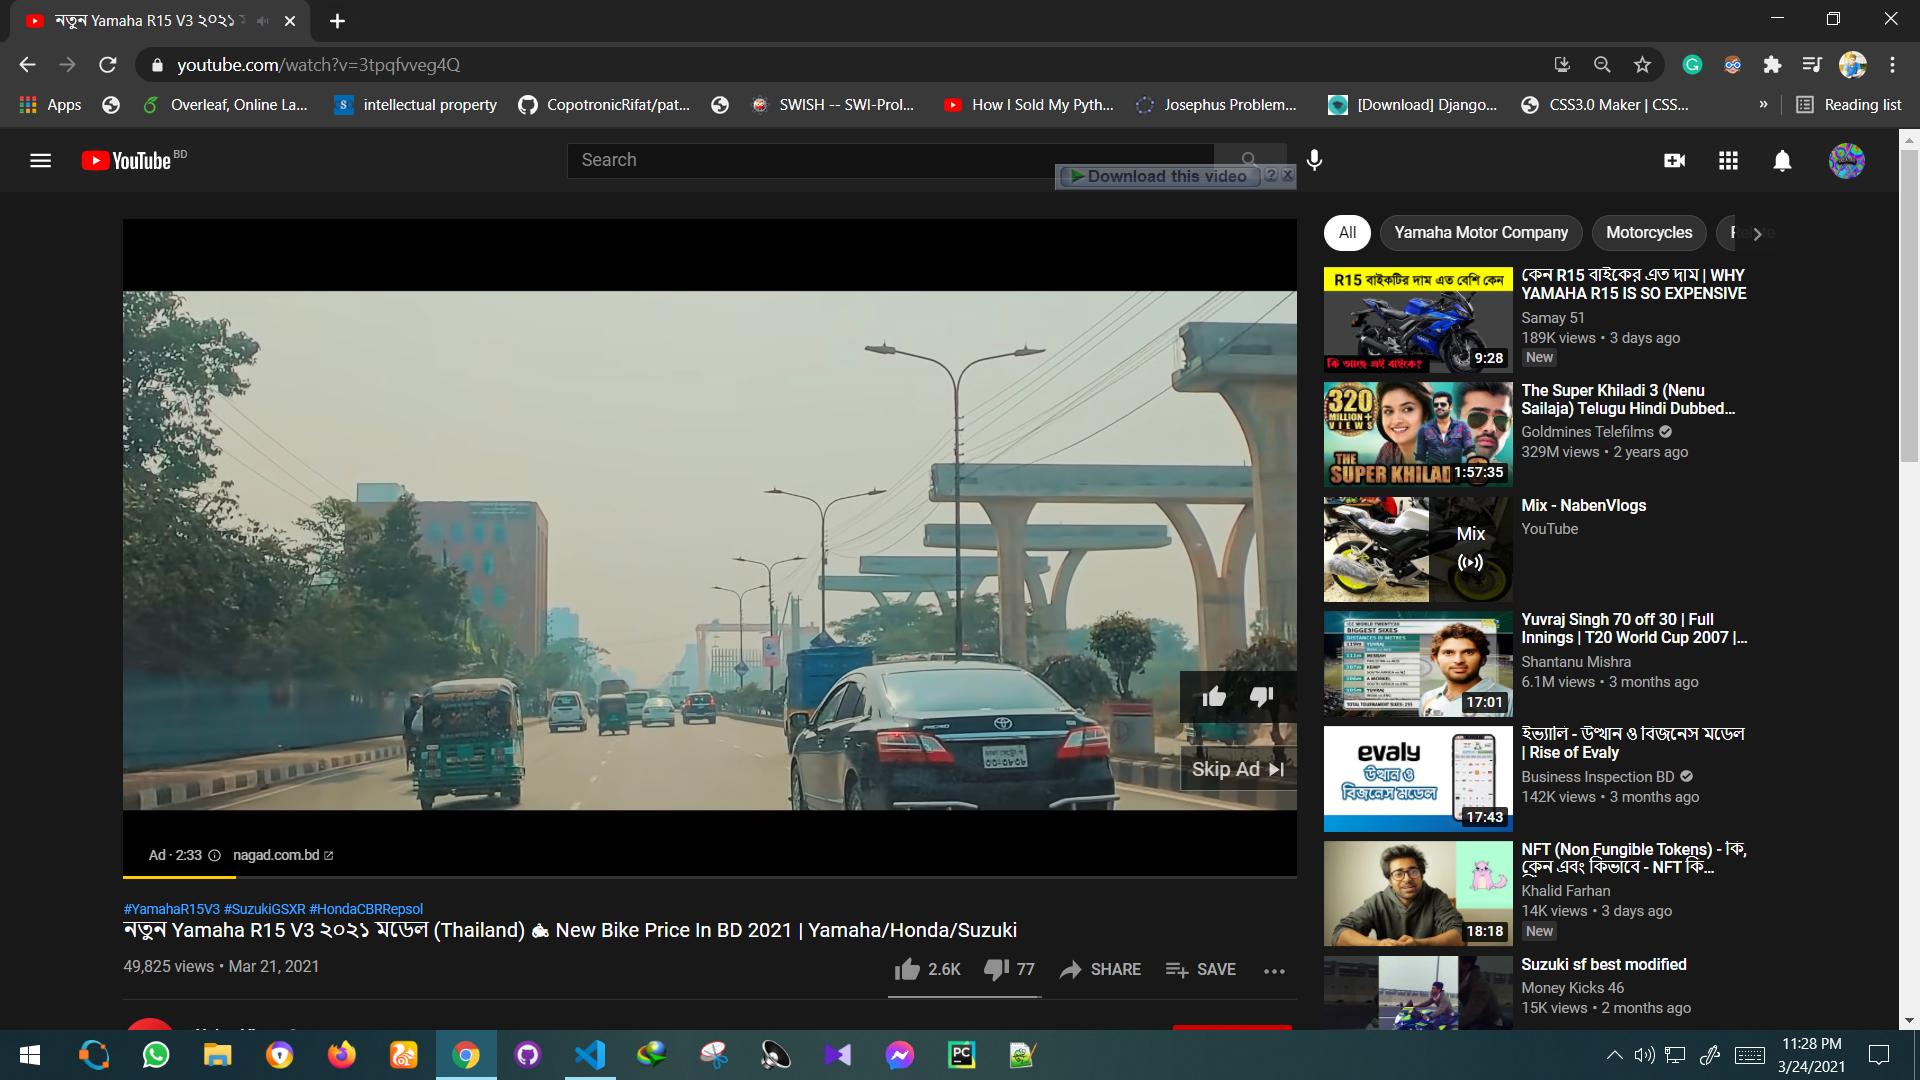 নতুন Yamaha R15 V3 ২০২১
youtube.com/watch?v=3tpqfvveg4Q
Apps
Overleaf, Online La...
intellectual property
CopotronicRifat/pat...
SWISH -- SWI-Prol...
How I Sold My Pyth...
Josephus Problem...
[Download] Django...
CSS3.0 Maker | CSS...
»
Reading list
YouTube BD
Search
Download this video ? X
All
Yamaha Motor Company
Motorcycles
Skip Ad
Ad · 2:33
nagad.com.bd
#YamahaR15V3 #SuzukiGSXR #HondaCBRRepsol
নতুন Yamaha R15 V3 ২০২১ মডেল (Thailand) 🏍 New Bike Price In BD 2021 | Yamaha/Honda/Suzuki
49,825 views • Mar 21, 2021
2.6K
77
SHARE
SAVE
R15 বাইকটির দাম এত বেশি কেন
কি আছে এই বাইকে?
9:28
কেন R15 বাইকের এত দাম | WHY
YAMAHA R15 IS SO EXPENSIVE
Samay 51
189K views • 3 days ago
New
320
MILLION+
VIEWS
THE
SUPER KHILAD
1:57:35
The Super Khiladi 3 (Nenu
Sailaja) Telugu Hindi Dubbed...
Goldmines Telefilms
329M views • 2 years ago
Mix
Mix - NabenVlogs
YouTube
ICC WORLD TWENTY20
BIGGEST SIXES
DISTANCES IN METRES
17:01
Yuvraj Singh 70 off 30 | Full
Innings | T20 World Cup 2007 |...
Shantanu Mishra
6.1M views • 3 months ago
evaly
উত্থান ও
বিজনেস মডেল
17:43
ইভ্যালি - উত্থান ও বিজনেস মডেল
| Rise of Evaly
Business Inspection BD
142K views • 3 months ago
18:18
NFT (Non Fungible Tokens) - কি,
কেন এবং কিভাবে - NFT কি...
Khalid Farhan
14K views • 3 days ago
New
Suzuki sf best modified
Money Kicks 46
15K views • 2 months ago
PC
11:28 PM
3/24/2021